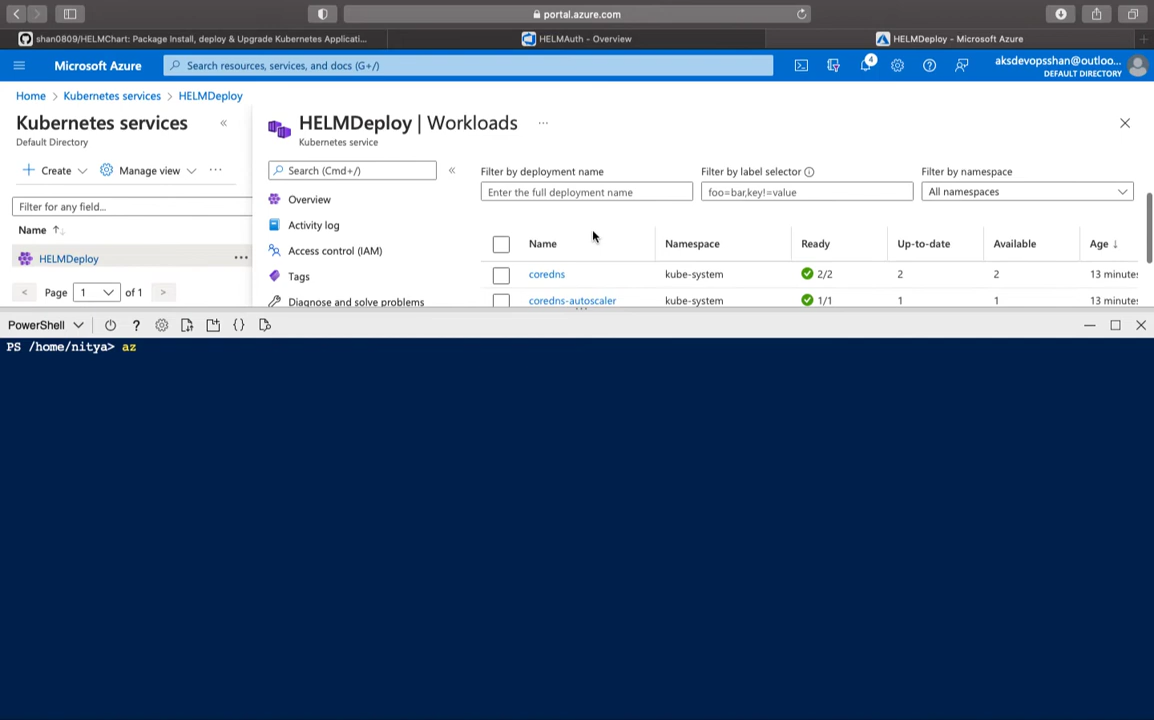 portal.azure.com
shan0809/HELMChart: Package Install, deploy & Upgrade Kubernetes Applicati...
HELMAuth - Overview
HELMDeploy - Microsoft Azure
Microsoft Azure
Search resources, services, and docs (G+/)
4
aksdevopsshan@outloo...
DEFAULT DIRECTORY
Home > Kubernetes services > HELMDeploy
Kubernetes services «
Default Directory
+ Create
Manage view
...
Filter for any field...
Name ↑↓
HELMDeploy ...
< Page 1 of 1 >
HELMDeploy | Workloads ...
Kubernetes service
Search (Cmd+/) «
Overview
Activity log
Access control (IAM)
Tags
Diagnose and solve problems
Filter by deployment name
Enter the full deployment name
Filter by label selector
foo=bar,key!=value
Filter by namespace
All namespaces
Name Namespace Ready Up-to-date Available Age ↓
coredns kube-system 2/2 2 2 13 minutes
coredns-autoscaler kube-system 1/1 1 1 13 minutes
PowerShell ? {}
PS /home/nitya> az